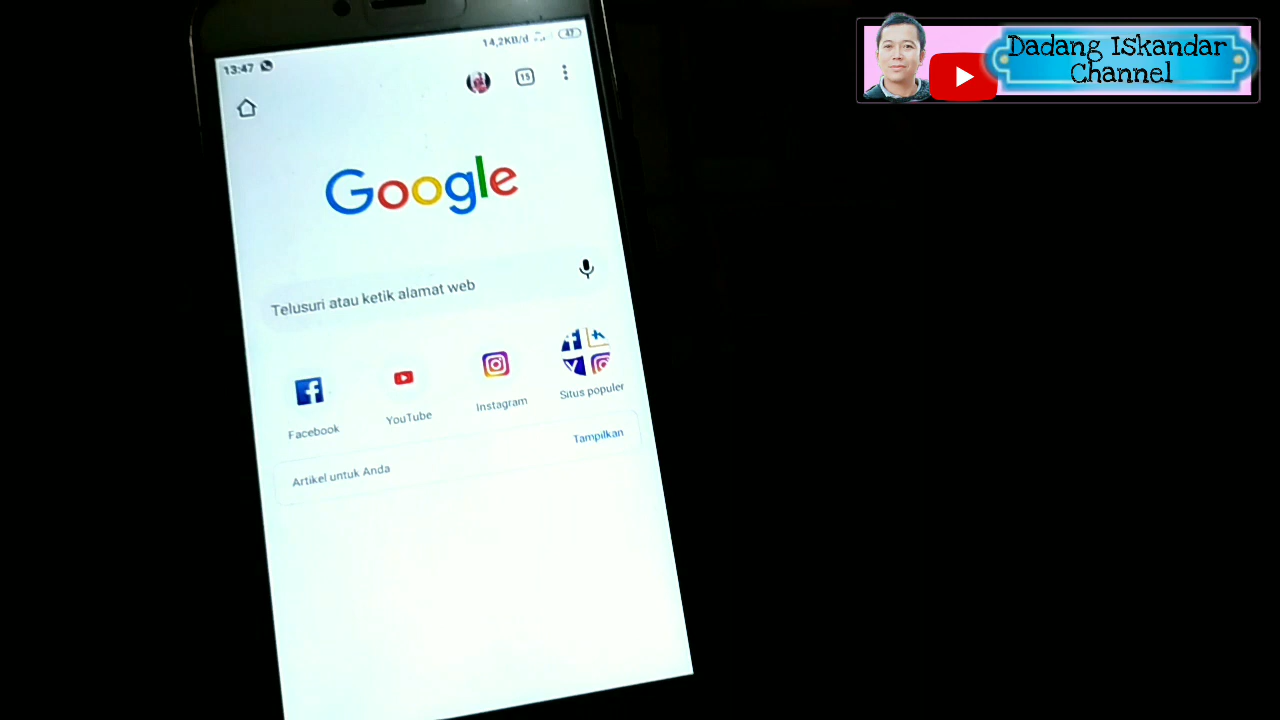 13:47
14,2KB/d
47
15
Google
Telusuri atau ketik alamat web
Facebook
YouTube
Instagram
Situs populer
Artikel untuk Anda
Tampilkan
Dadang Iskandar
Channel